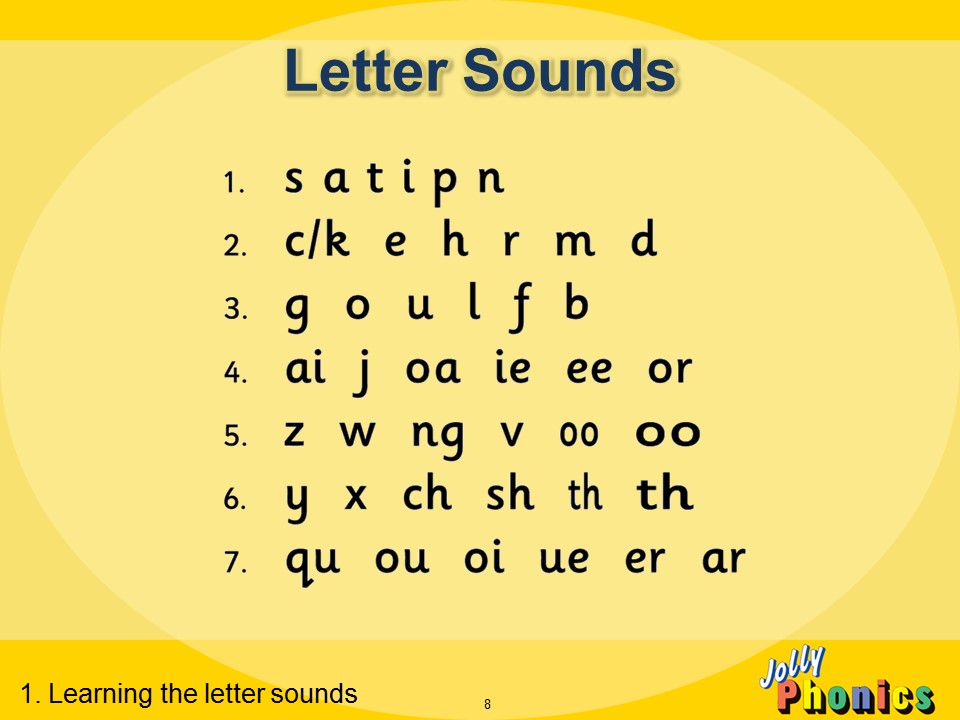 Letter Sounds
1. s a t i p n
2. c/k e h r m d
3. g o u l f b
4. ai j oa ie ee or
5. z w ng v oo oo
6. y x ch sh th th
7. qu ou oi ue er ar
1. Learning the letter sounds
8
Jolly
Phonics